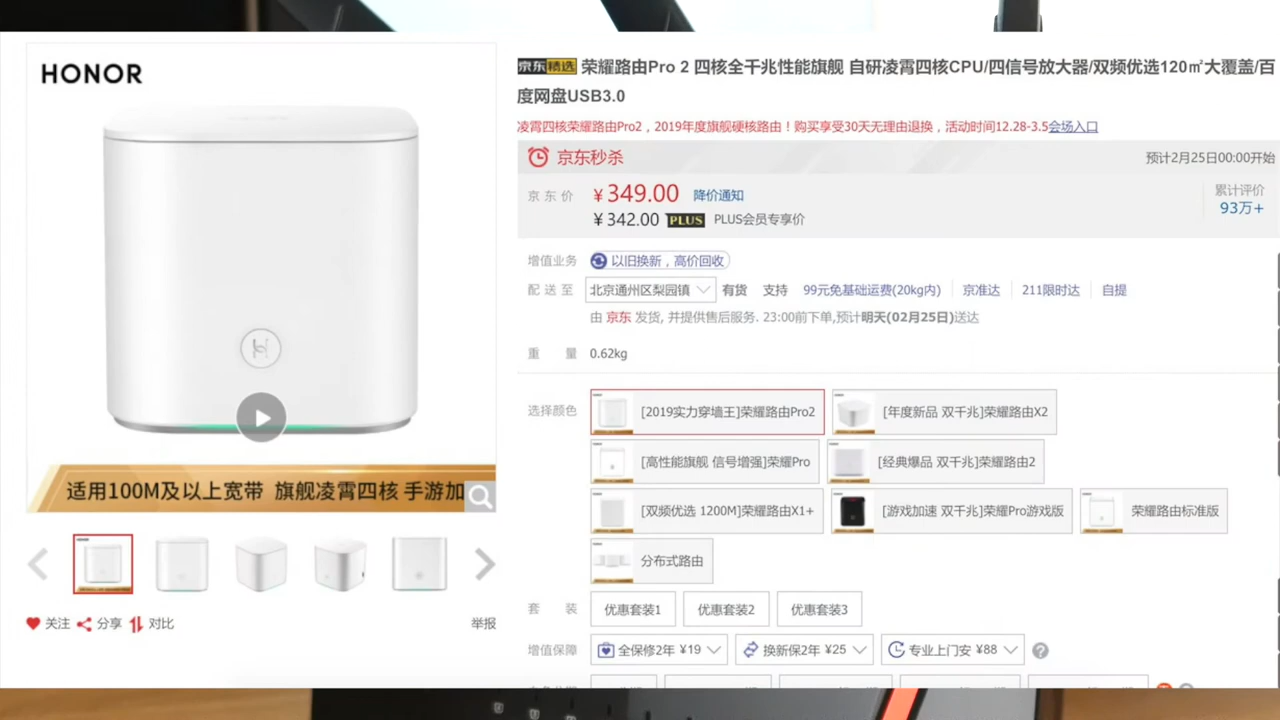 HONOR
京东精选 荣耀路由Pro 2 四核全千兆性能旗舰 自研凌霄四核CPU/四信号放大器/双频优选120㎡大覆盖/百
度网盘USB3.0
凌霄四核荣耀路由Pro2，2019年度旗舰硬核路由！购买享受30天无理由退换，活动时间12.28-3.5会场入口
京东秒杀
预计2月25日00:00开始
京东价
¥349.00 降价通知
¥342.00 PLUS PLUS会员专享价
累计评价
93万+
增值业务 以旧换新，高价回收
配送至 北京通州区梨园镇 有货 支持 99元免基础运费(20kg内) 京准达 211限时达 自提
由 京东 发货, 并提供售后服务. 23:00前下单,预计明天(02月25日)送达
重量 0.62kg
选择颜色
[2019实力穿墙王]荣耀路由Pro2
[年度新品 双千兆]荣耀路由X2
[高性能旗舰 信号增强]荣耀Pro
[经典爆品 双千兆]荣耀路由2
[双频优选 1200M]荣耀路由X1+
[游戏加速 双千兆]荣耀Pro游戏版
荣耀路由标准版
分布式路由
适用100M及以上宽带 旗舰凌霄四核 手游加
关注 分享 对比
举报
套装 优惠套装1 优惠套装2 优惠套装3
增值保障 全保修2年 ¥19 换新保2年 ¥25 专业上门安 ¥88